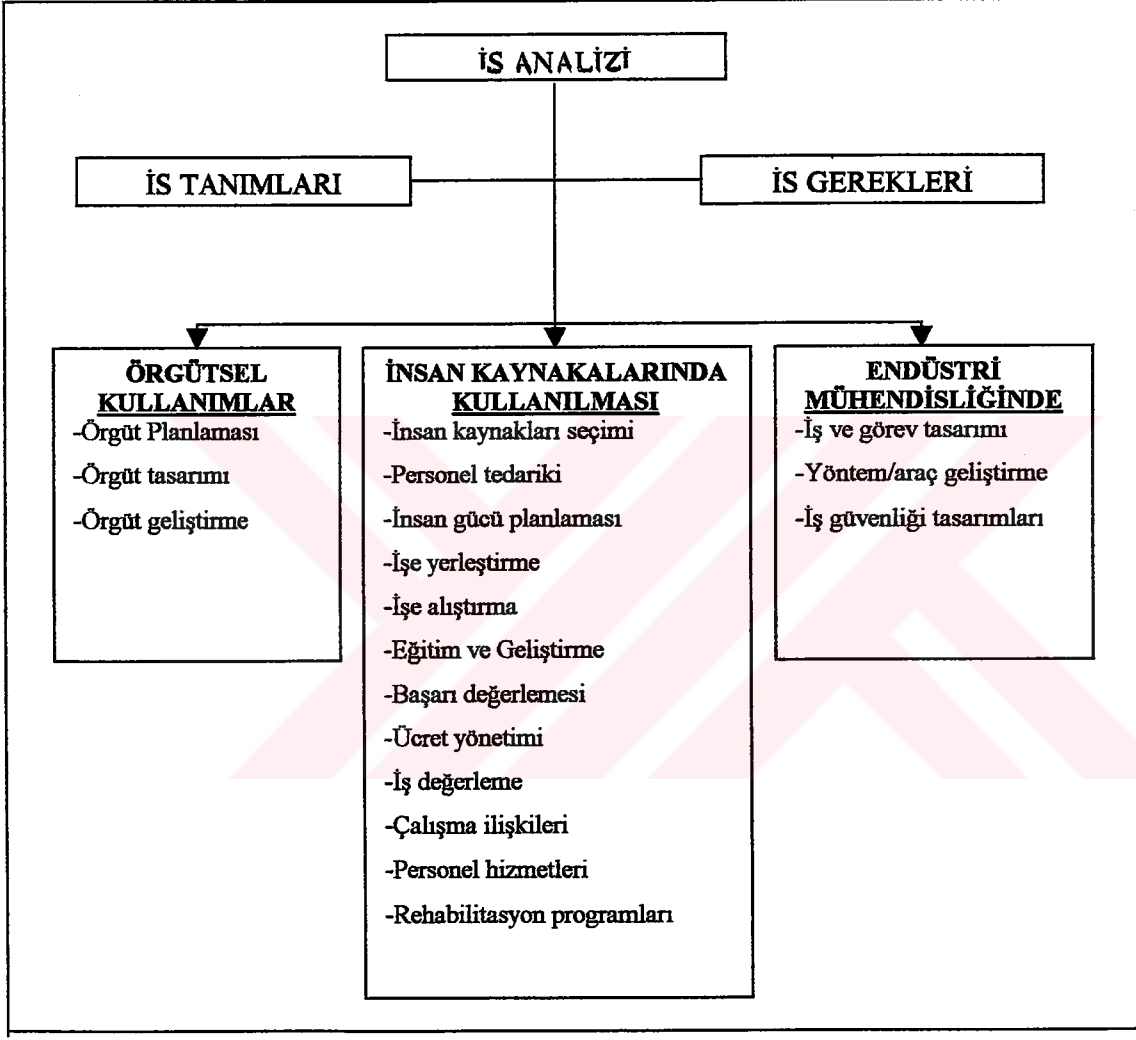 İS ANALİZİ
İS TANIMLARI
İS GEREKLERİ
ÖRGÜTSEL
KULLANIMLAR
-Örgüt Planlaması
-Örgüt tasarımı
-Örgüt geliştirme
İNSAN KAYNAKALARINDA
KULLANILMASI
-İnsan kaynakları seçimi
-Personel tedariki
-İnsan gücü planlaması
-İşe yerleştirme
-İşe alıştırma
-Eğitim ve Geliştirme
-Başarı değerlemesi
-Ücret yönetimi
-İş değerleme
-Çalışma ilişkileri
-Personel hizmetleri
-Rehabilitasyon programları
ENDÜSTRİ
MÜHENDİSLİĞİNDE
-İş ve görev tasarımı
-Yöntem/araç geliştirme
-İş güvenliği tasarımları